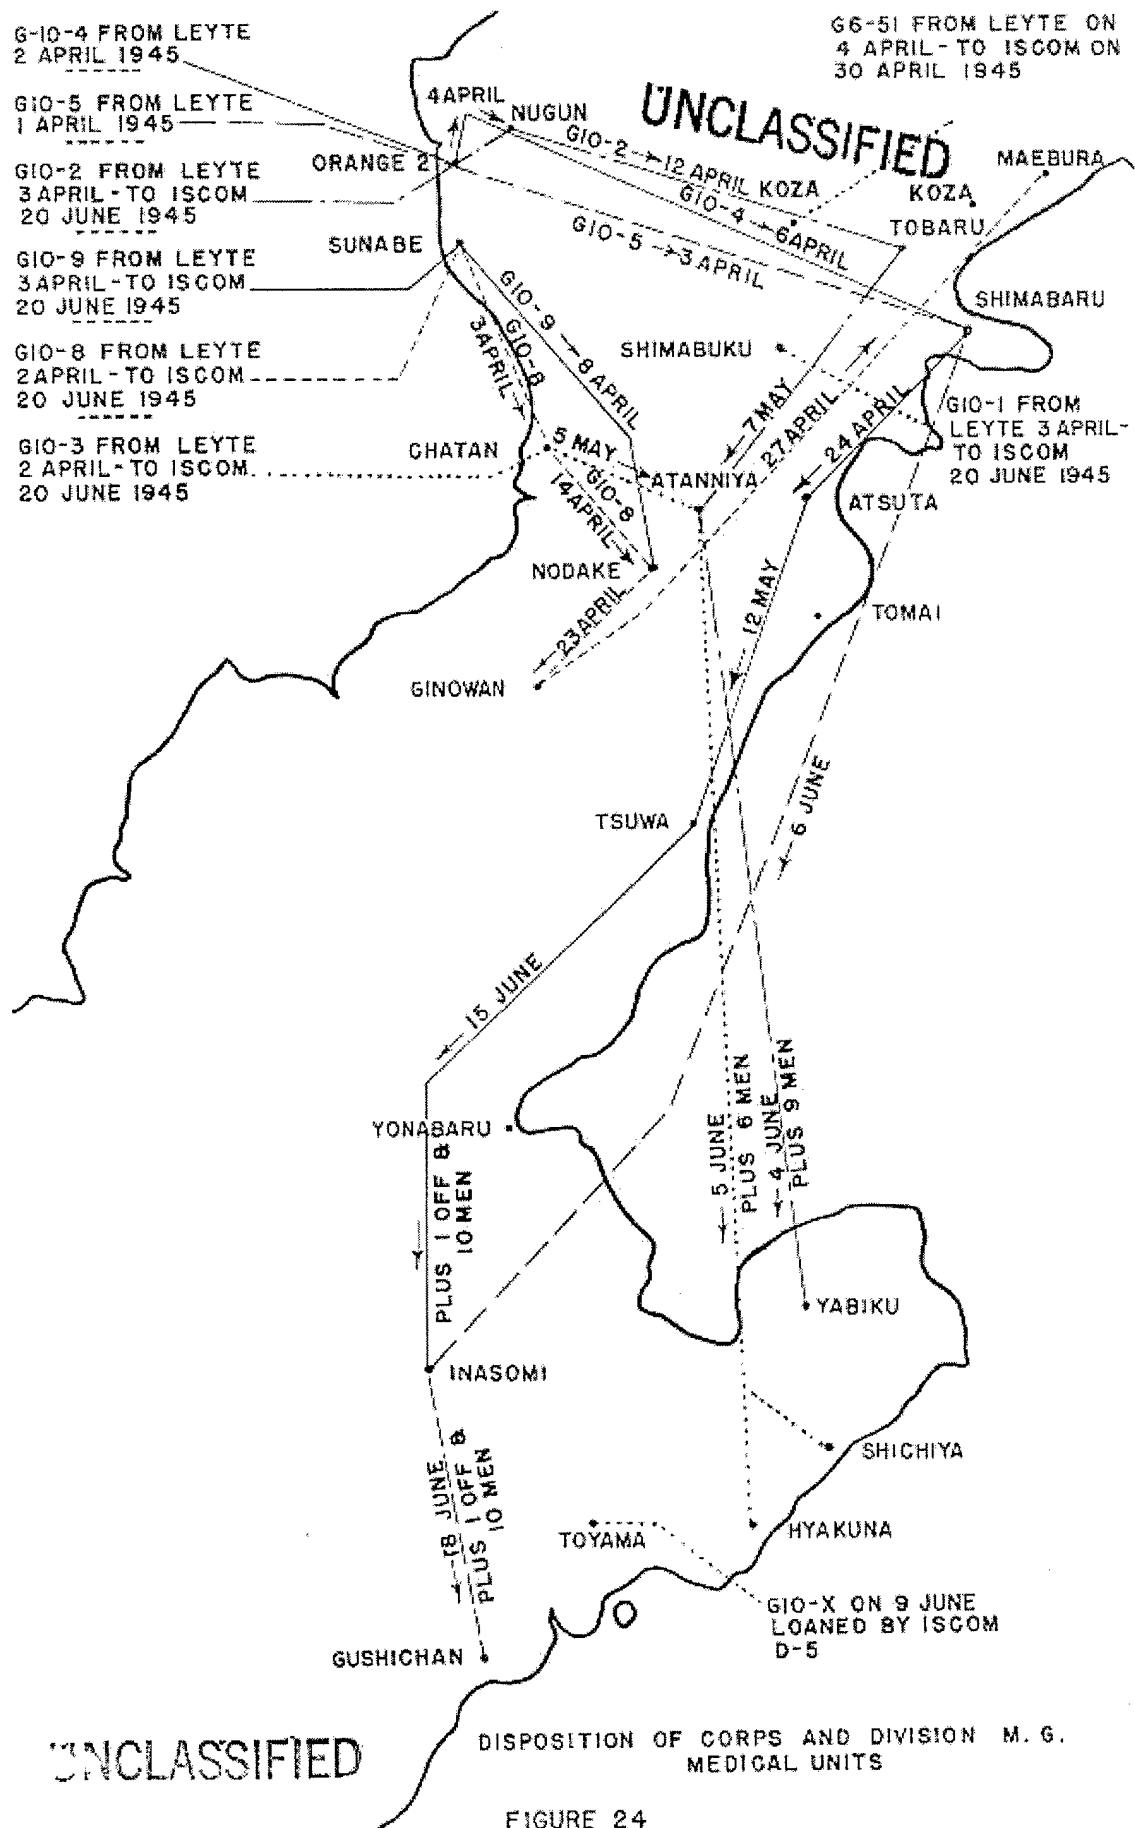 G-10-4 FROM LEYTE
2 APRIL 1945
G10-5 FROM LEYTE
1 APRIL 1945
G10-2 FROM LEYTE
3 APRIL - TO ISCOM
20 JUNE 1945
G10-9 FROM LEYTE
3 APRIL - TO ISCOM
20 JUNE 1945
G10-8 FROM LEYTE
2 APRIL - TO ISCOM
20 JUNE 1945
G10-3 FROM LEYTE
2 APRIL - TO ISCOM
20 JUNE 1945
G6-51 FROM LEYTE ON
4 APRIL - TO ISCOM ON
30 APRIL 1945
UNCLASSIFIED
4 APRIL
NUGUN
ORANGE 2
G10-2 → 12 APRIL
KOZA
KOZA
MAEBURA
G10-4 → 6 APRIL
TOBARU
G10-5 → 3 APRIL
SUNABE
SHIMABARU
G10-9 → 8 APRIL
G10-8
3 APRIL
SHIMABUKU
7 MAY
27 APRIL
24 APRIL
G10-1 FROM
LEYTE 3 APRIL -
TO ISCOM
20 JUNE 1945
CHATAN
5 MAY
ATANNIYA
G10-8
14 APRIL
ATSUTA
NODAKE
23 APRIL
12 MAY
TOMAI
GINOWAN
TSUWA
6 JUNE
15 JUNE
YONABARU
PLUS 1 OFF &
10 MEN
5 JUNE
PLUS 6 MEN
4 JUNE
PLUS 9 MEN
YABIKU
INASOMI
18 JUNE
PLUS 1 OFF &
10 MEN
SHICHIYA
TOYAMA
HYAKUNA
G10-X ON 9 JUNE
LOANED BY ISCOM
D-5
GUSHICHAN
UNCLASSIFIED
DISPOSITION OF CORPS AND DIVISION M. G.
MEDICAL UNITS
FIGURE 24